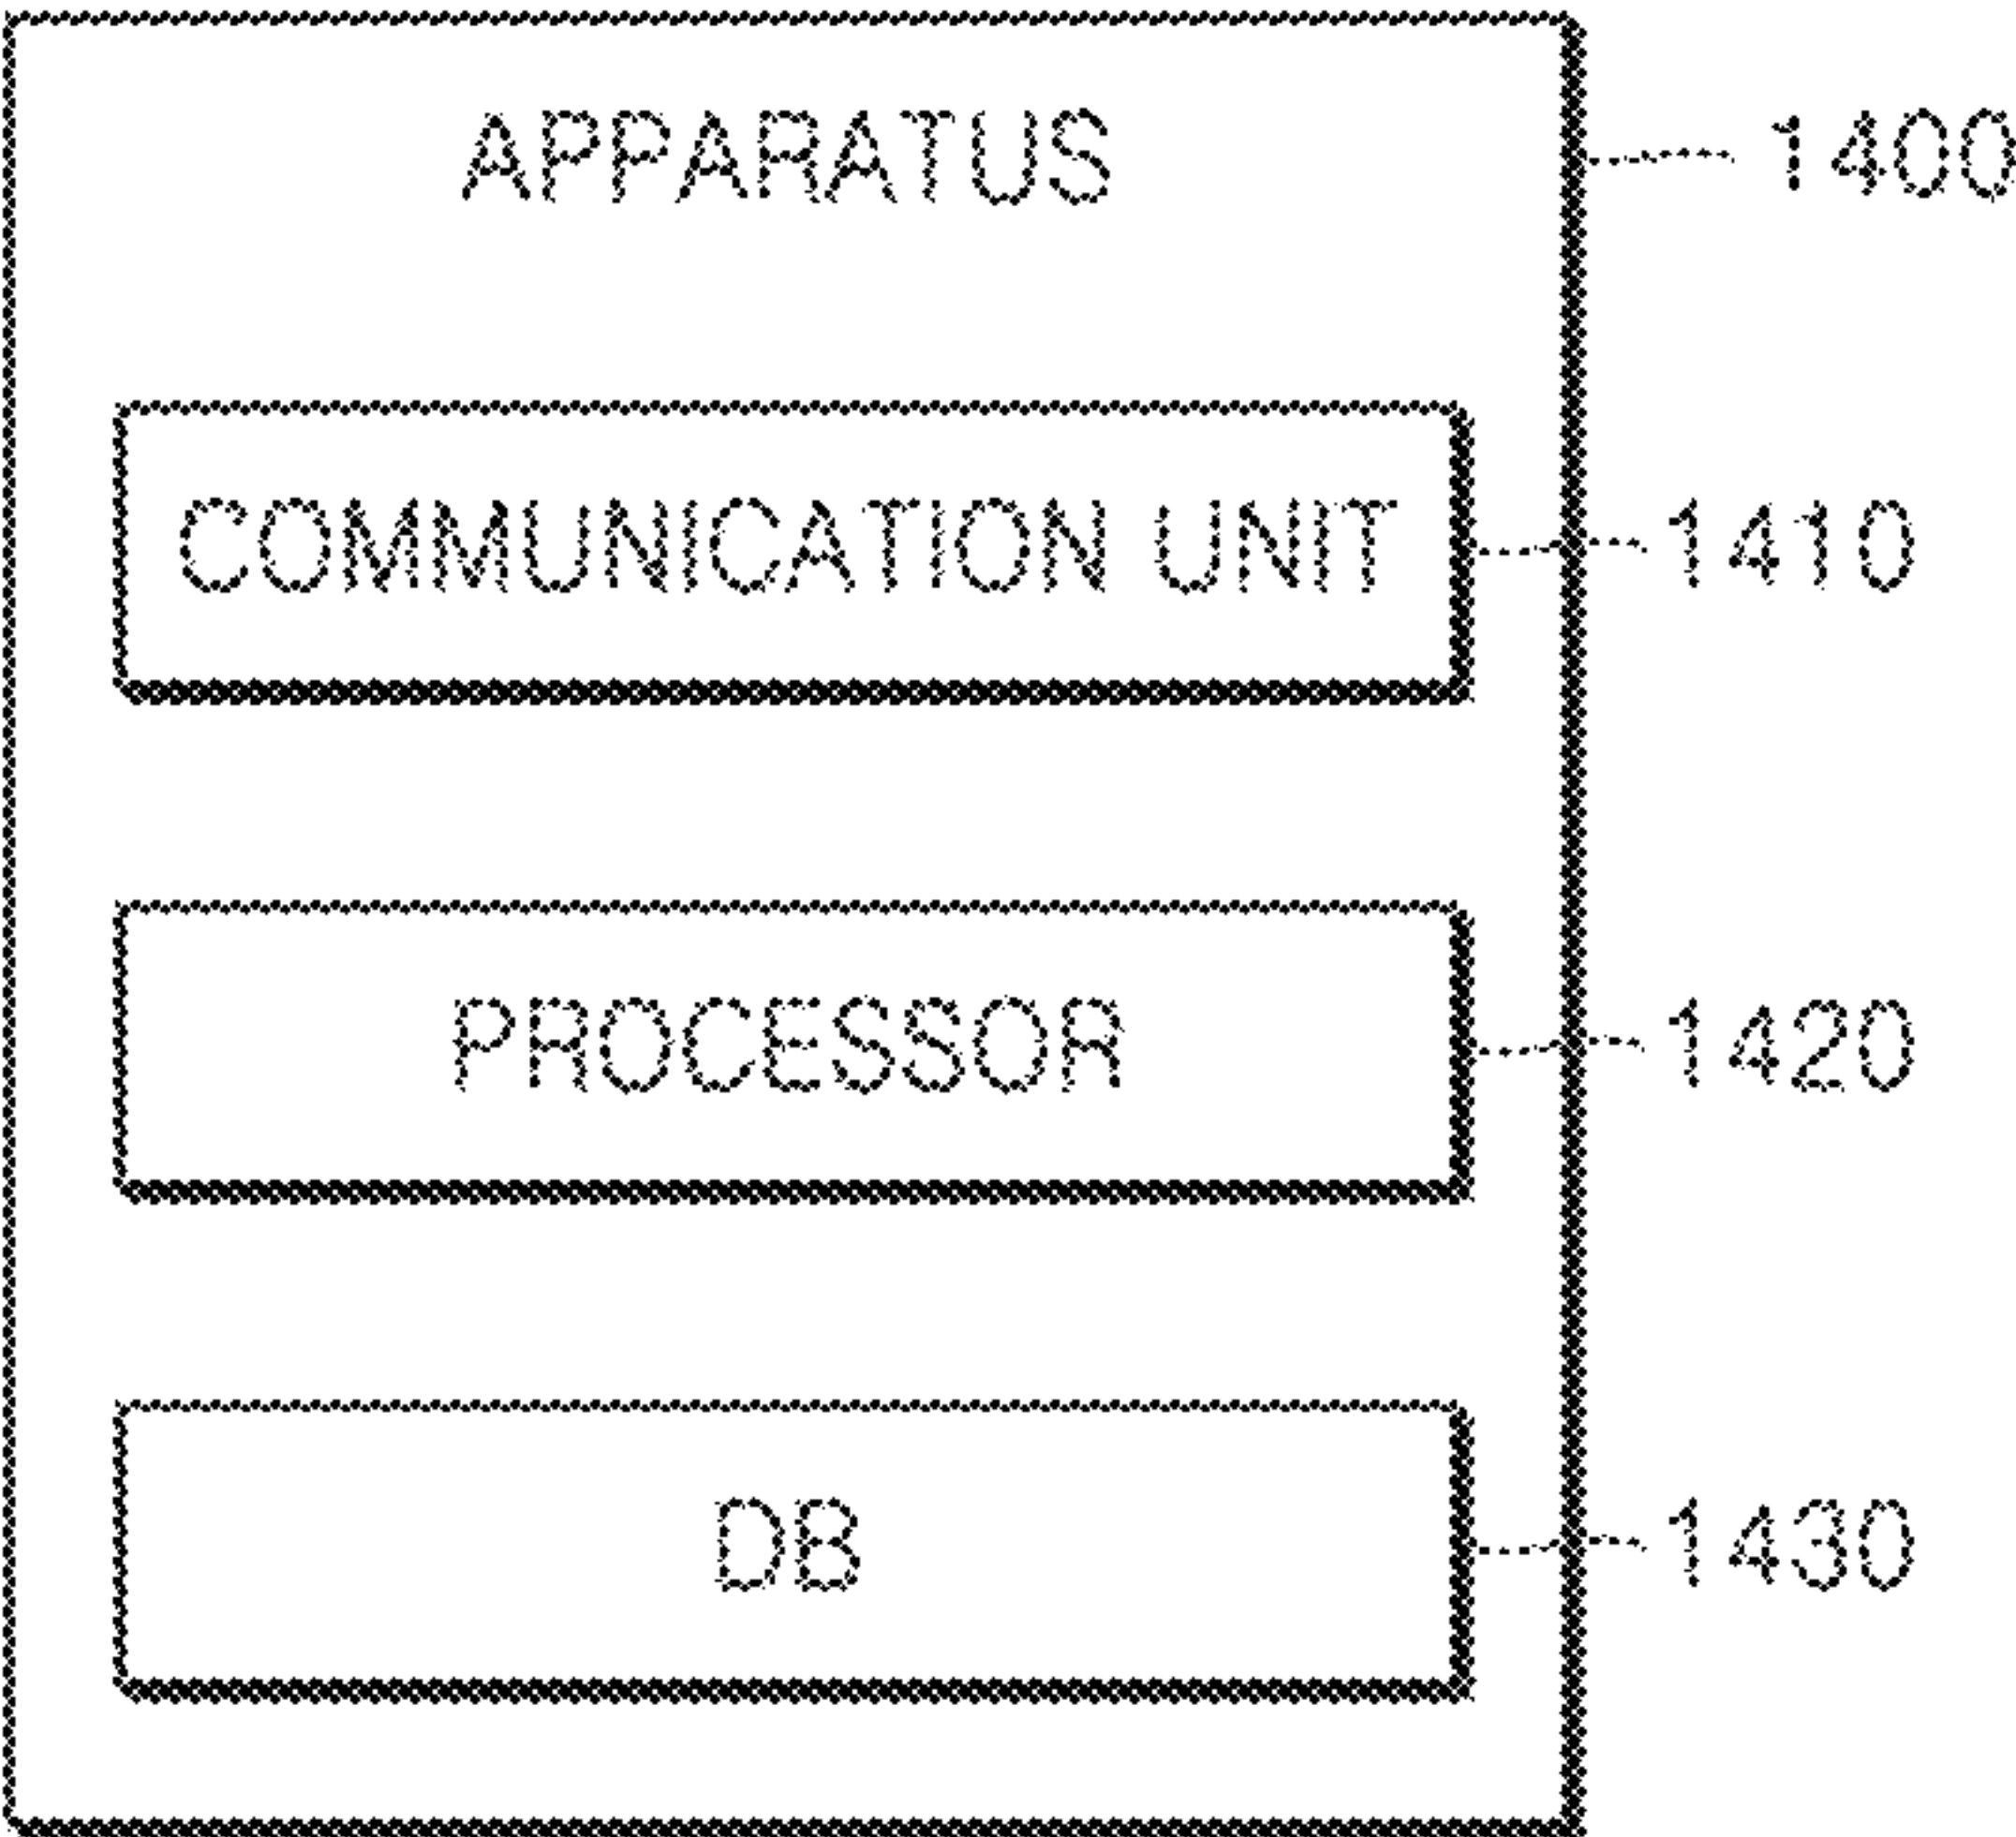 APPARATUS 1400
COMMUNICATION UNIT 1410
PROCESSOR 1420
DB 1430